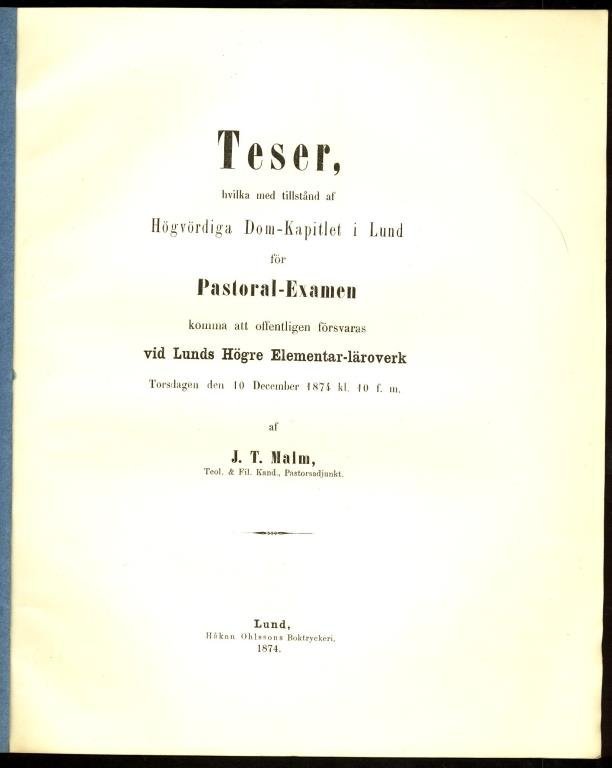 Teser,
hvilka med tillstånd af
Högvördiga Dom-Kapitlet i Lund
för
Pastoral-Examen
komma att offentligen försvaras
vid Lunds Högre Elementar-läroverk
Torsdagen den 10 December 1874 kl. 10 f. m.
af
J. T. Malm,
Teol. & Fil. Kand., Pastorsadjunkt.
Lund,
Håkan Ohlssons Boktryckeri,
1874.